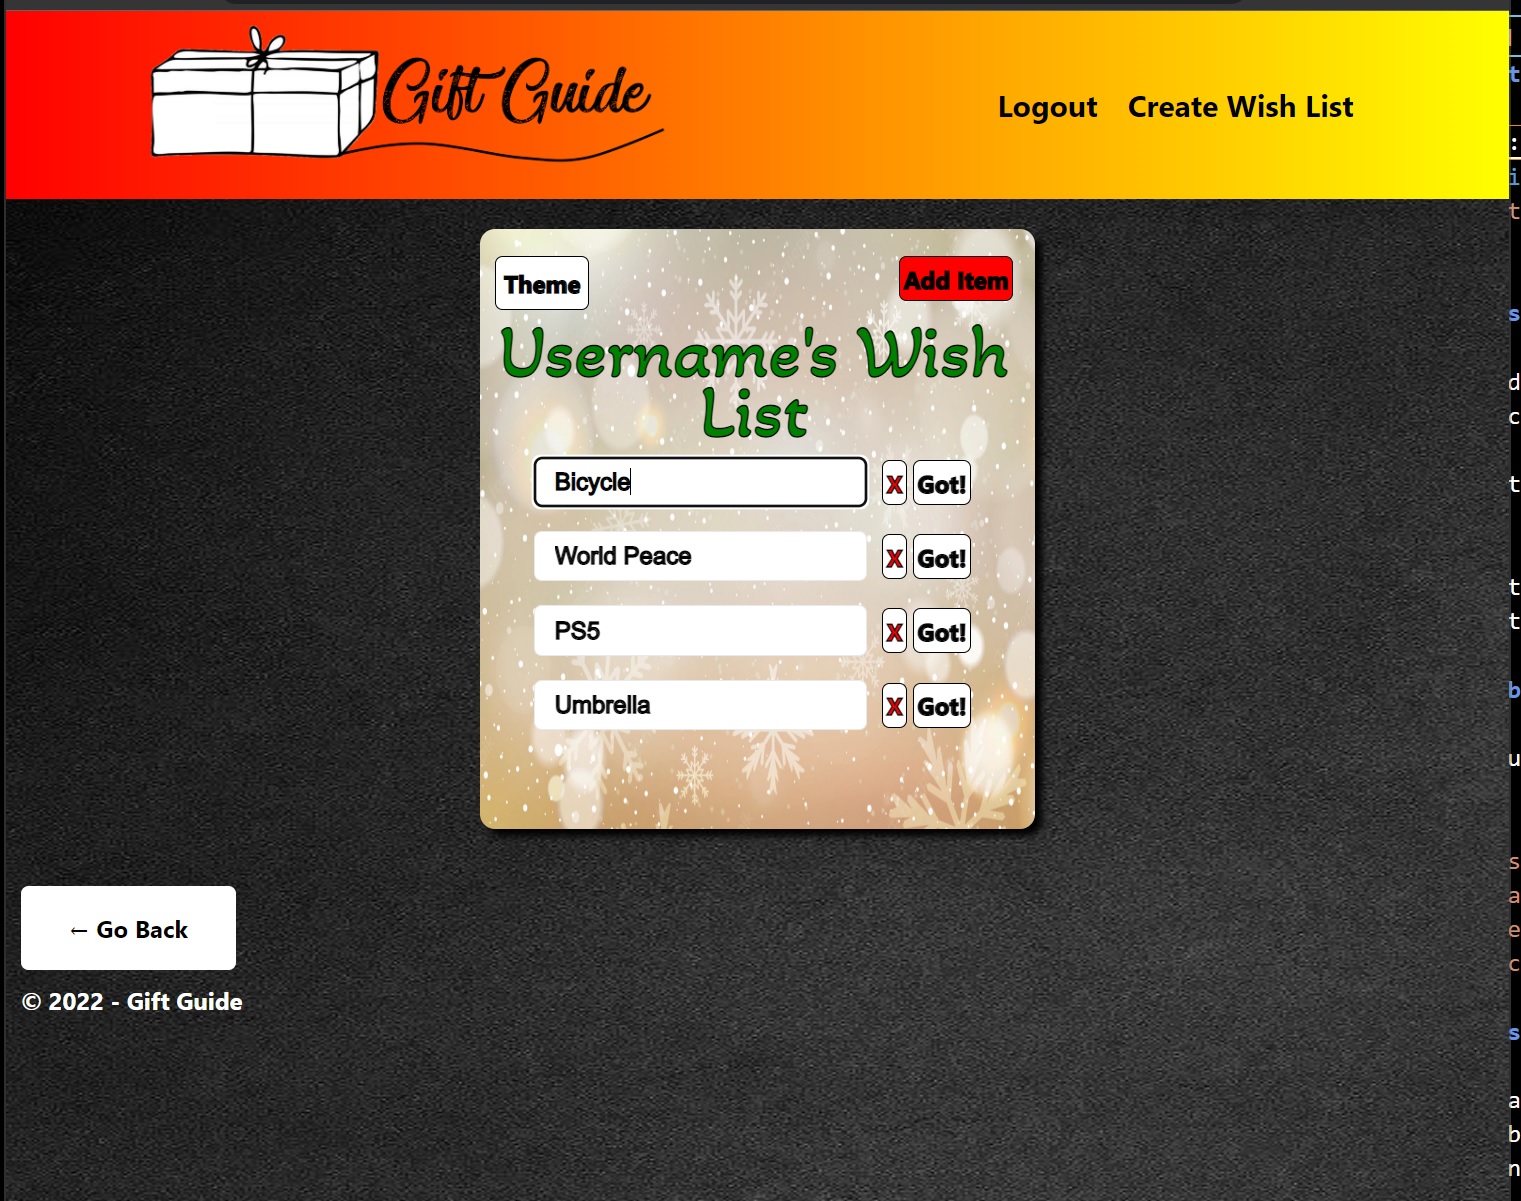 Gift Guide
Logout Create Wish List
Theme Add Item
Username's Wish
List
Bicycle X Got!
World Peace X Got!
PS5 X Got!
Umbrella X Got!
← Go Back
© 2022 - Gift Guide